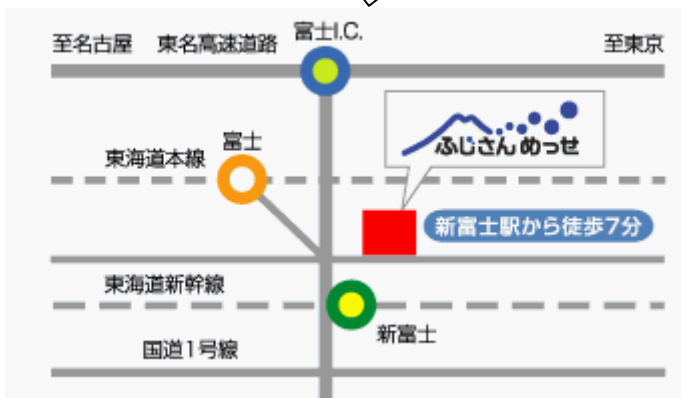 富士I.C.
至名古屋 東名高速道路 至東京
ふじさんめっせ
富士
東海道本線
新富士駅から徒歩7分
東海道新幹線
新富士
国道1号線